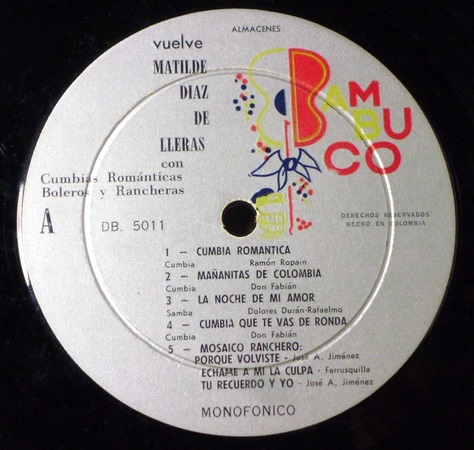 ALMACENES
vuelve
MATILDE
DIAZ
DE
LLERAS
con
Cumbias Románticas
Boleros y Rancheras
BAMBUCO
A
DB. 5011
DERECHOS RESERVADOS
HECHO EN COLOMBIA
1 — CUMBIA ROMANTICA
Cumbia Ramón Ropain
2 — MAÑANITAS DE COLOMBIA
Cumbia Don Fabián
3 — LA NOCHE DE MI AMOR
Samba Dolores Durán-Rafaelmo
4 — CUMBIA QUE TE VAS DE RONDA
Cumbia Don Fabián
5 — MOSAICO RANCHERO:
PORQUE VOLVISTE - José A. Jiménez
ECHAME A MI LA CULPA - Ferrusquilla
TU RECUERDO Y YO - José A. Jiménez
MONOFONICO